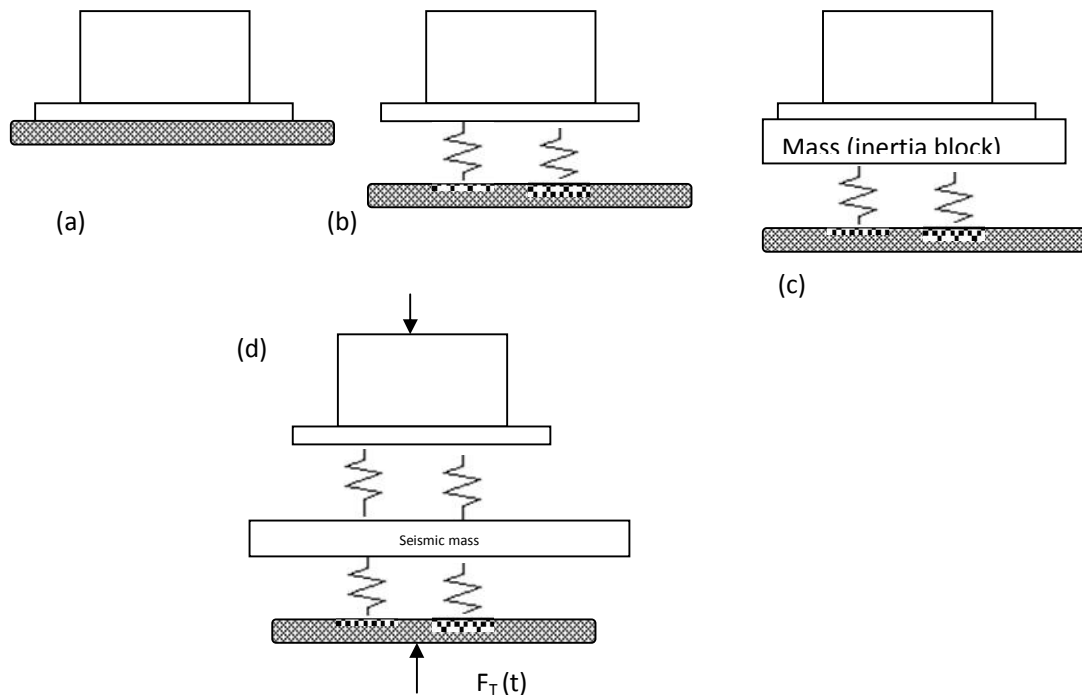 Mass (inertia block)
(a)
(b)
(c)
(d)
Seismic mass
F_T (t)